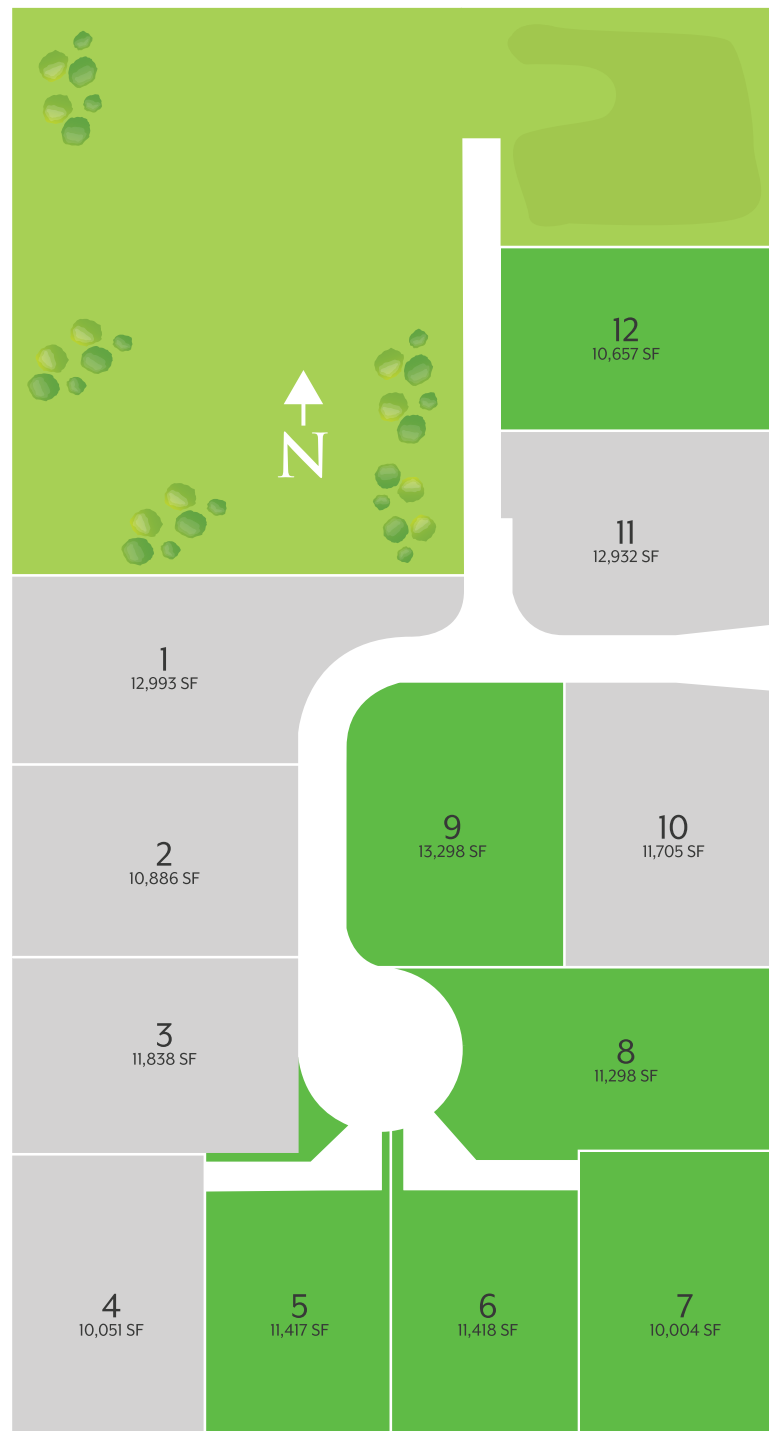 12
10,657 SF
N
11
12,932 SF
1
12,993 SF
9
13,298 SF
10
11,705 SF
2
10,886 SF
3
11,838 SF
8
11,298 SF
4
10,051 SF
5
11,417 SF
6
11,418 SF
7
10,004 SF